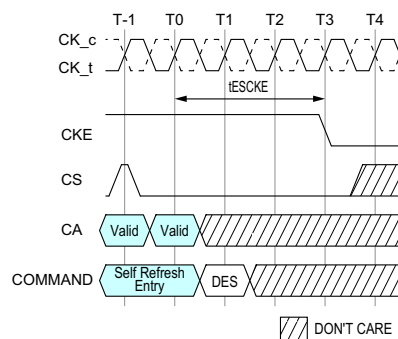 T-1 T0 T1 T2 T3 T4
CK_c
CK_t
tESCKE
CKE
CS
CA Valid Valid
COMMAND Self Refresh Entry DES
DON'T CARE